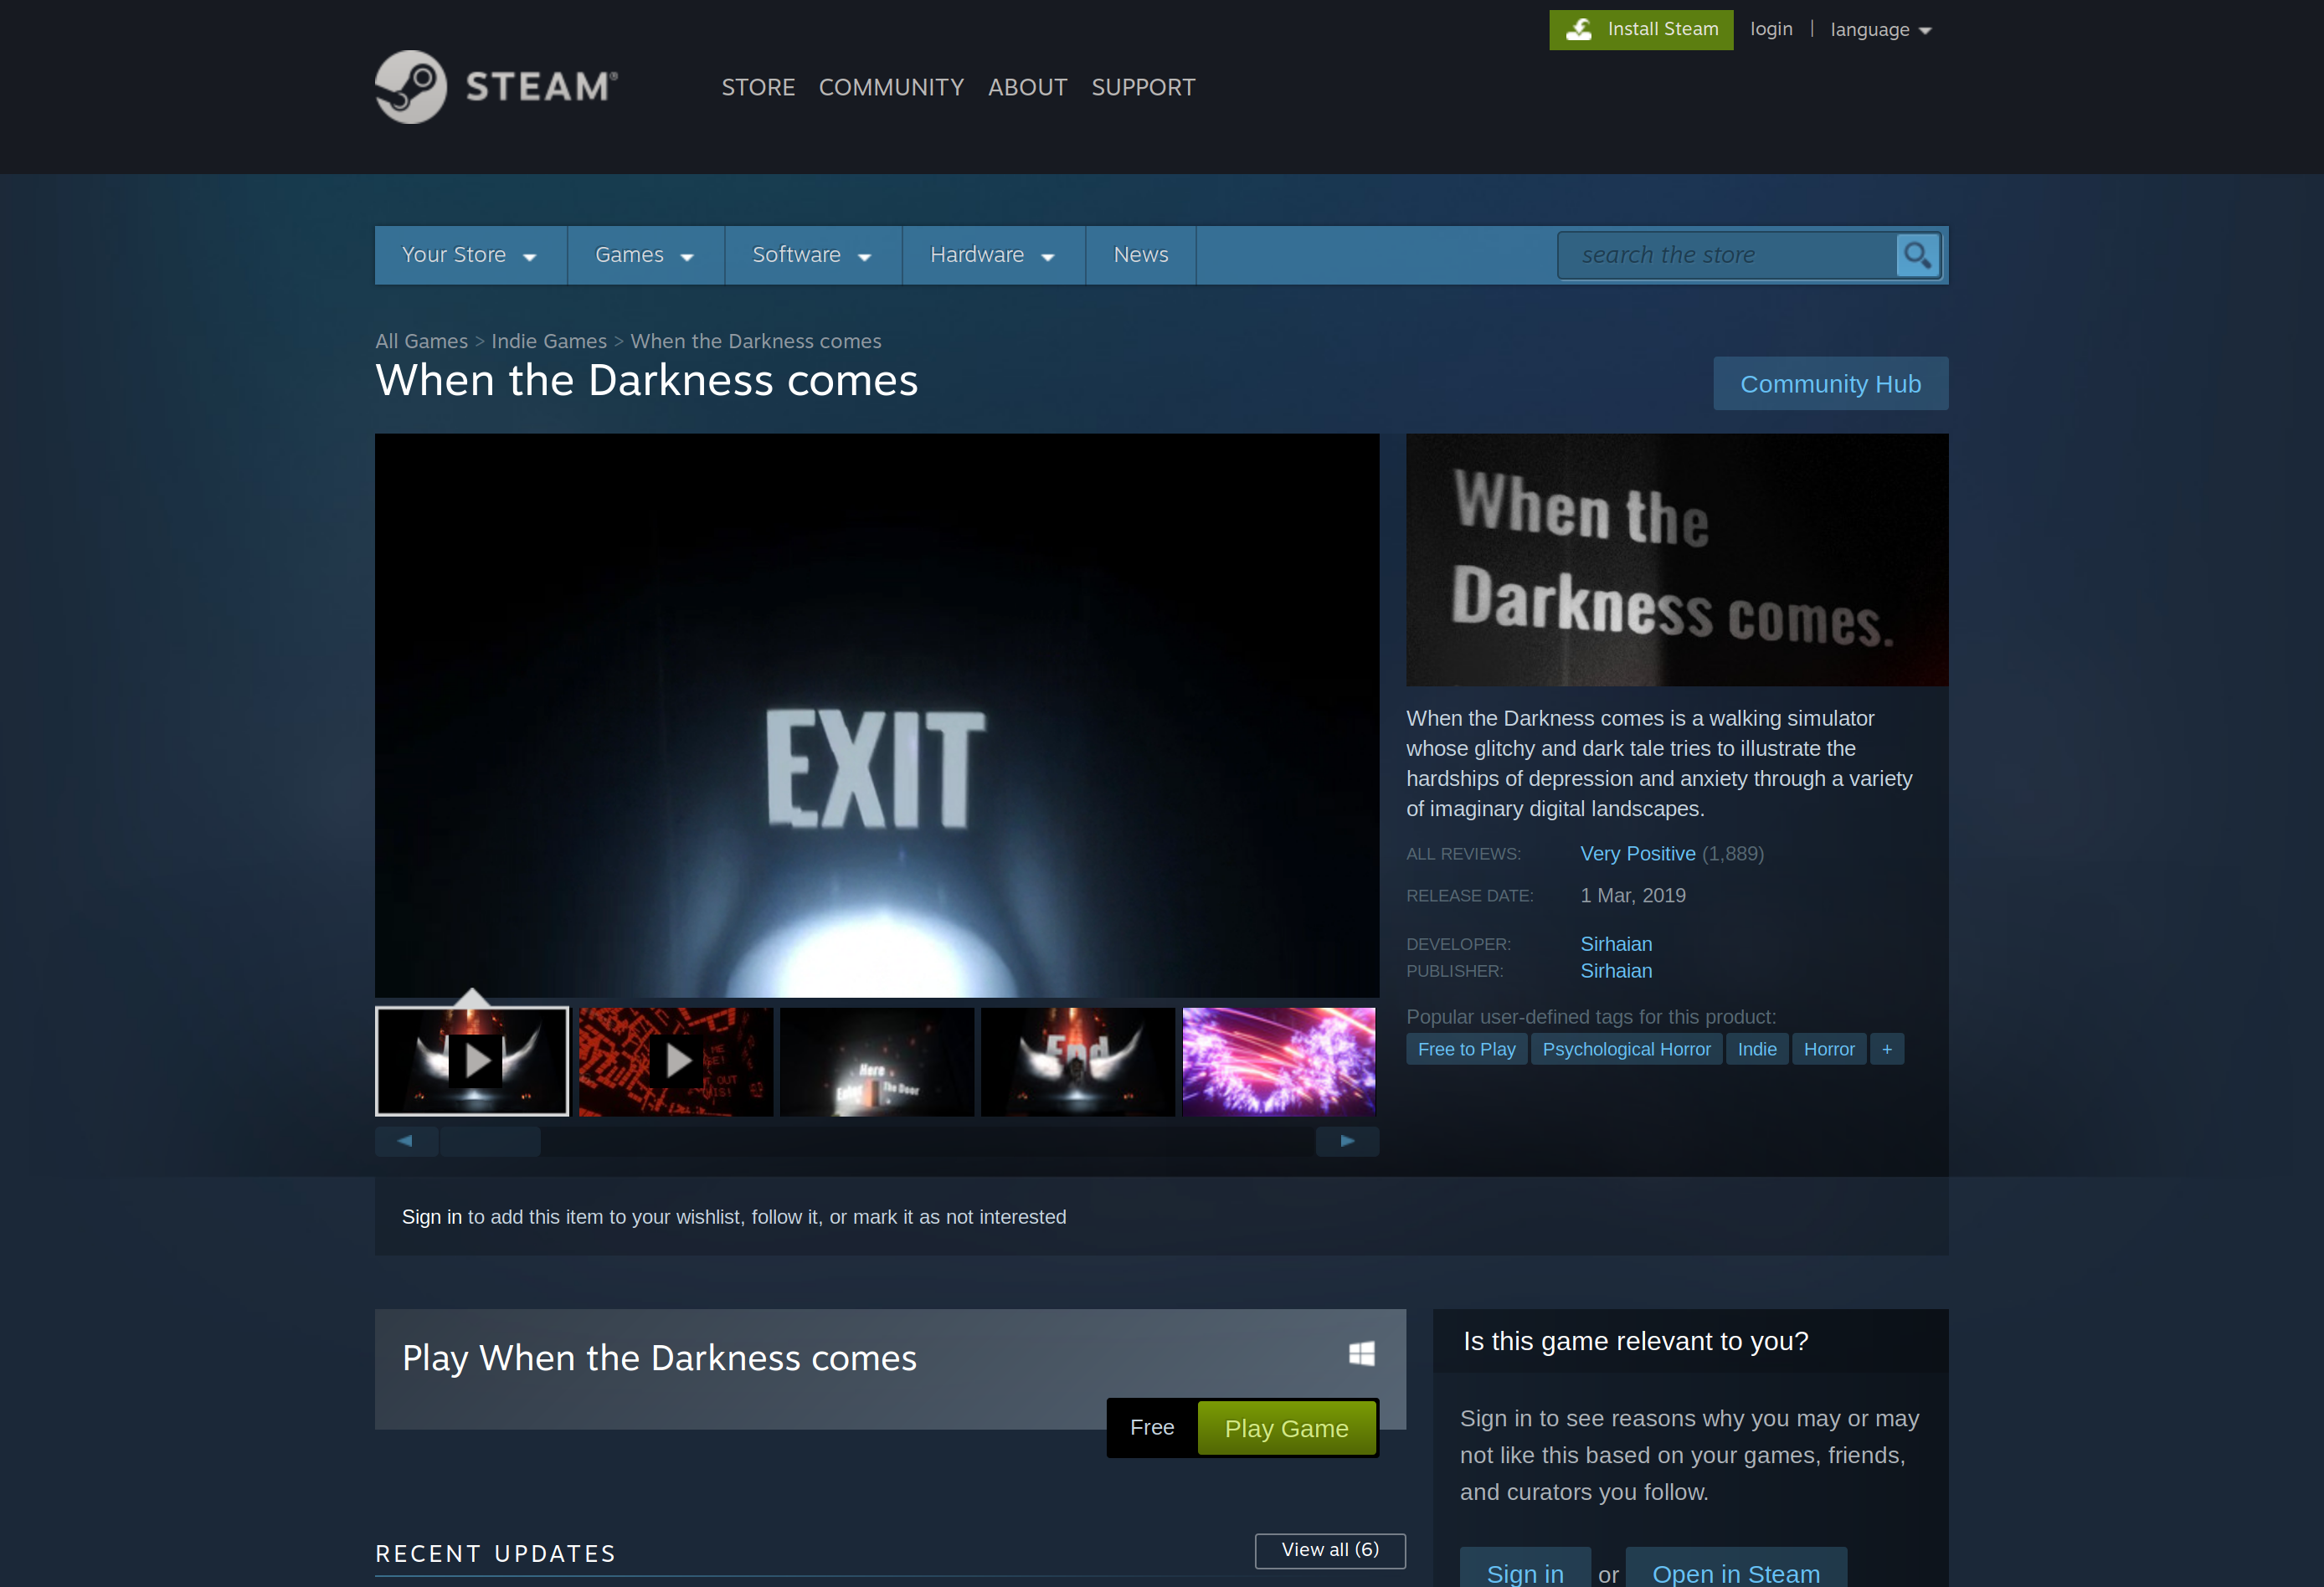 Install Steam
login | language
STEAM®
STORE COMMUNITY ABOUT SUPPORT
Your Store Games Software Hardware News
search the store
All Games > Indie Games > When the Darkness comes
When the Darkness comes
Community Hub
EXIT
When the
Darkness comes.
When the Darkness comes is a walking simulator
whose glitchy and dark tale tries to illustrate the
hardships of depression and anxiety through a variety
of imaginary digital landscapes.
ALL REVIEWS: Very Positive (1,889)
RELEASE DATE: 1 Mar, 2019
DEVELOPER: Sirhaian
PUBLISHER: Sirhaian
Popular user-defined tags for this product:
Free to Play Psychological Horror Indie Horror +
ME
OUT
Here
Enter The Door
End
Sign in to add this item to your wishlist, follow it, or mark it as not interested
Play When the Darkness comes
Free Play Game
Is this game relevant to you?
Sign in to see reasons why you may or may
not like this based on your games, friends,
and curators you follow.
Sign in or Open in Steam
RECENT UPDATES
View all (6)